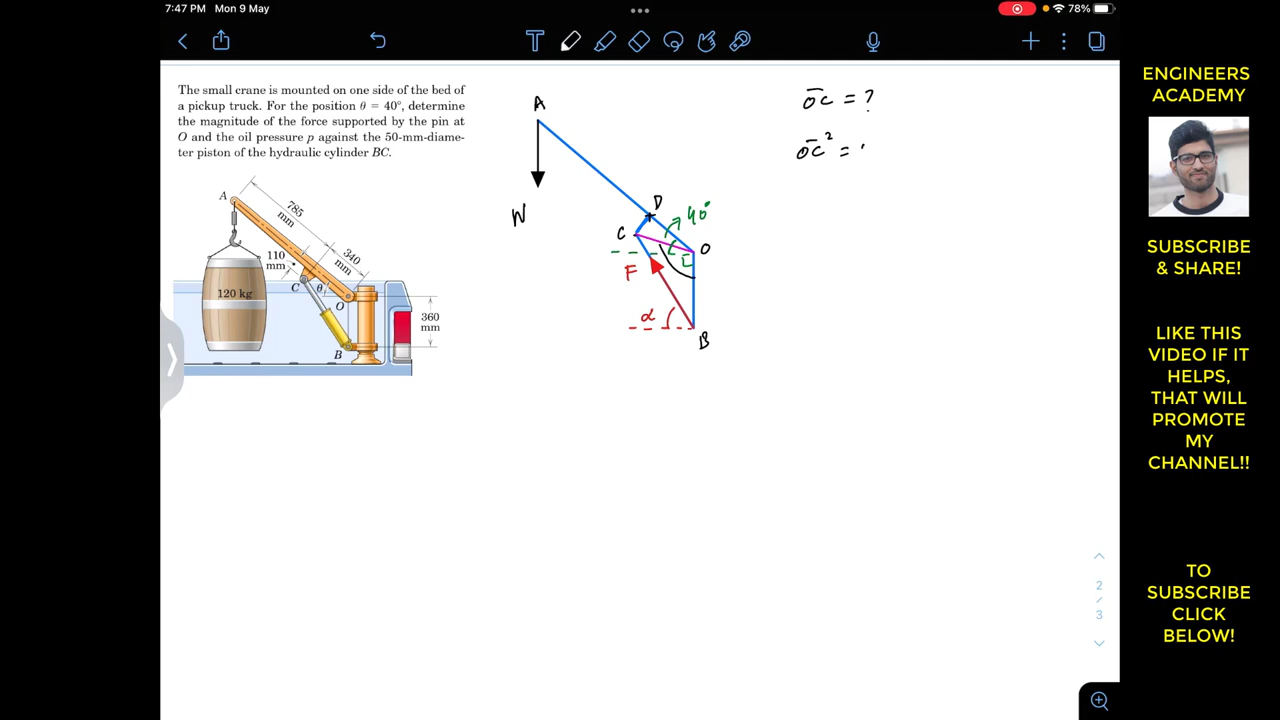 7:47 PM Mon 9 May
78%
The small crane is mounted on one side of the bed of
a pickup truck. For the position θ = 40°, determine
the magnitude of the force supported by the pin at
O and the oil pressure p against the 50-mm-diame-
ter piston of the hydraulic cylinder BC.
A
785
mm
340
mm
110
mm
C
θ
O
120 kg
360
mm
B
A
W
D
40°
C
O
F
α
B
OC = ?
OC² =
2
3
ENGINEERS
ACADEMY
SUBSCRIBE
& SHARE!
LIKE THIS
VIDEO IF IT
HELPS,
THAT WILL
PROMOTE
MY
CHANNEL!!
TO
SUBSCRIBE
CLICK
BELOW!